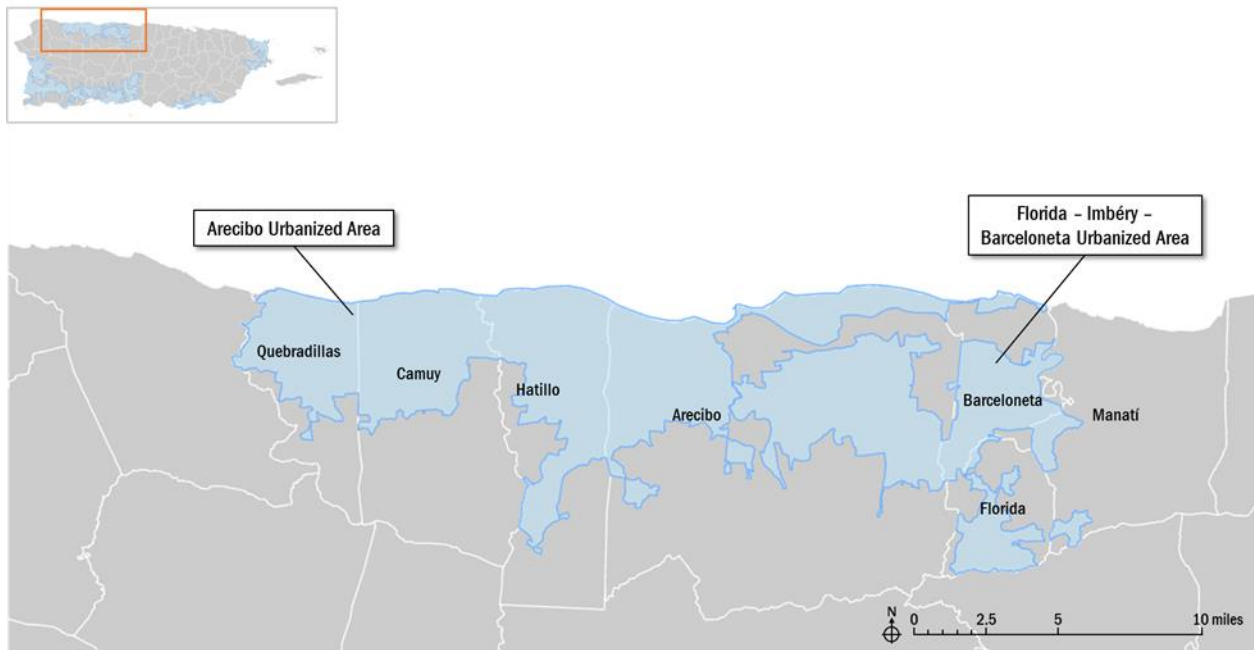 Arecibo Urbanized Area
Florida – Imbéry –
Barceloneta Urbanized Area
Quebradillas
Camuy
Hatillo
Arecibo
Barceloneta
Manatí
Florida
N
0 2.5 5 10 miles